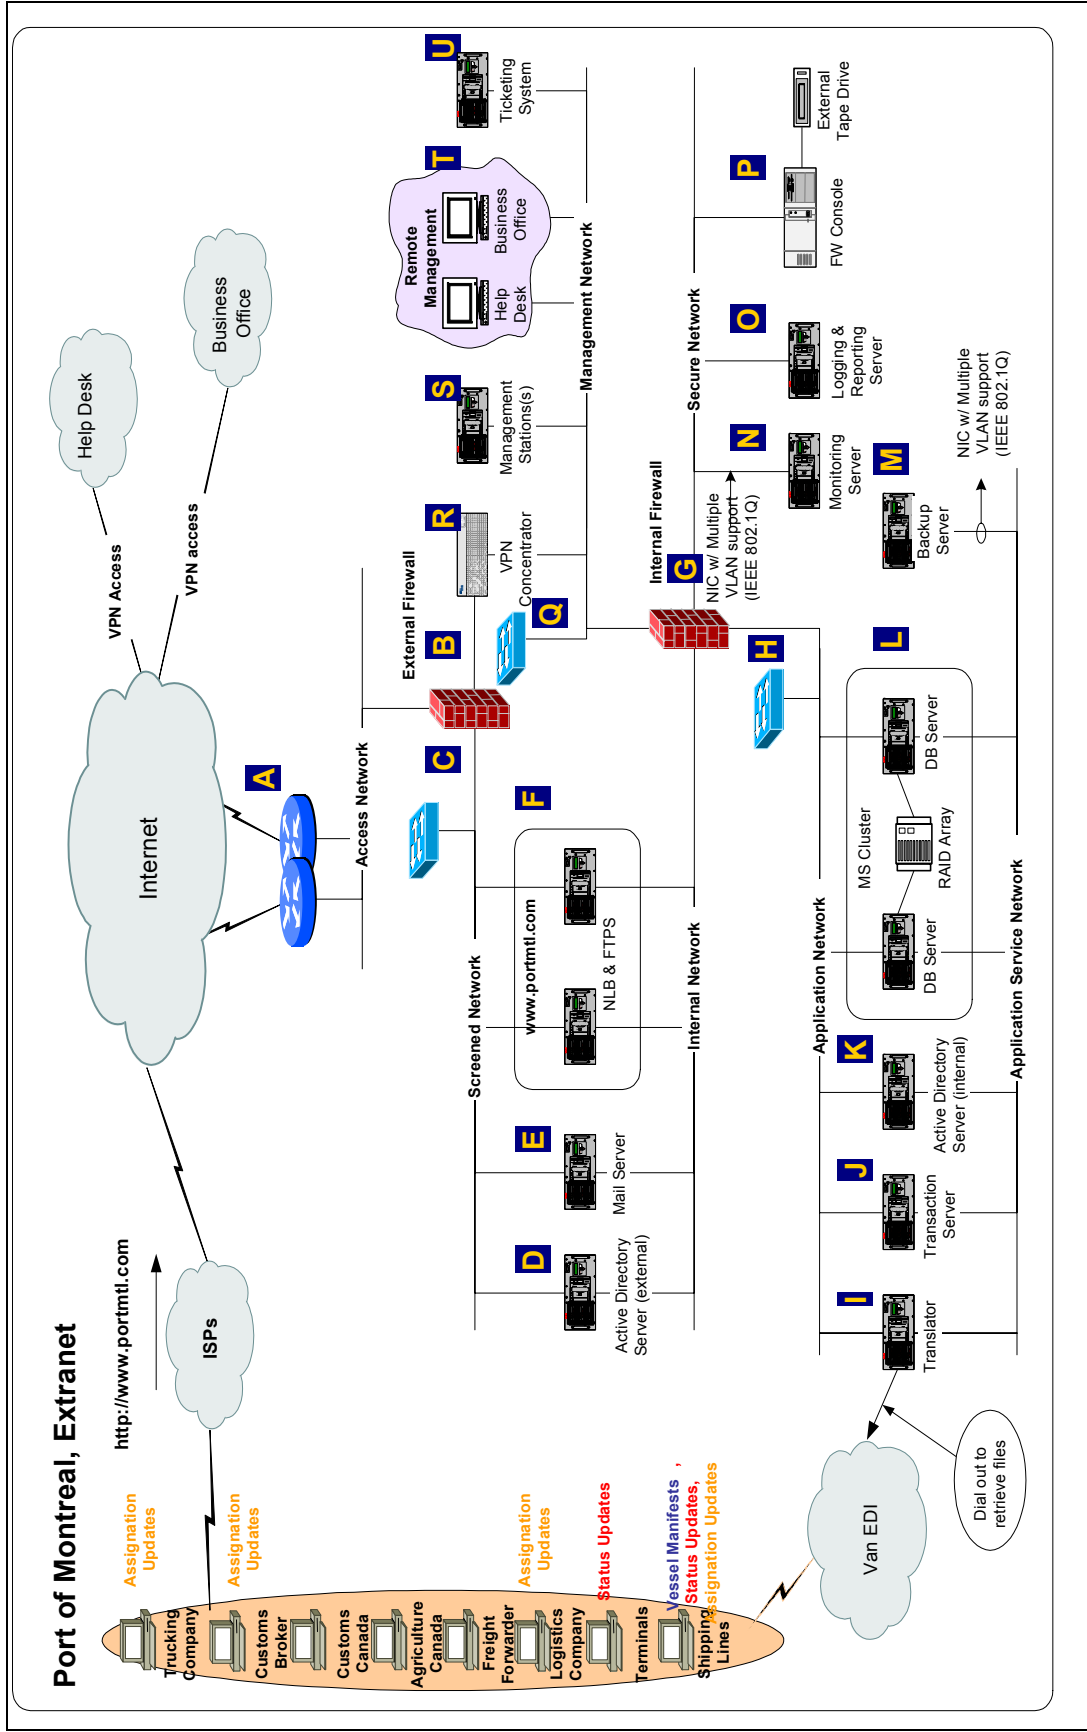 Port of Montreal, Extranet
http://www.portmtl.com
ISPs
Internet
Help Desk
Business
Office
VPN Access
VPN access
Assignation
Updates
Assignation
Updates
Assignation
Updates
Status Updates
Vessel Manifests ,
Status Updates,
Assignation Updates
Trucking
Company
Customs
Broker
Customs
Canada
Agriculture
Canada
Freight
Forwarder
Logistics
Company
Terminals
Shipping
Lines
Van EDI
Dial out to
retrieve files
A
Access Network
External Firewall
B
C
Screened Network
D
Active Directory
Server (external)
E
Mail Server
F
www.portmtl.com
NLB & FTPS
Internal Network
Q
R
VPN
Concentrator
S
Management
Stations(s)
T
Remote
Management
Help
Desk
Business
Office
U
Ticketing
System
Management Network
Internal Firewall
G
NIC w/ Multiple
VLAN support
(IEEE 802.1Q)
Secure Network
N
Monitoring
Server
O
Logging &
Reporting
Server
P
FW Console
External
Tape Drive
H
Application Network
I
Translator
J
Transaction
Server
K
Active Directory
Server (internal)
L
MS Cluster
DB Server
RAID Array
DB Server
M
Backup
Server
NIC w/ Multiple
VLAN support
(IEEE 802.1Q)
Application Service Network